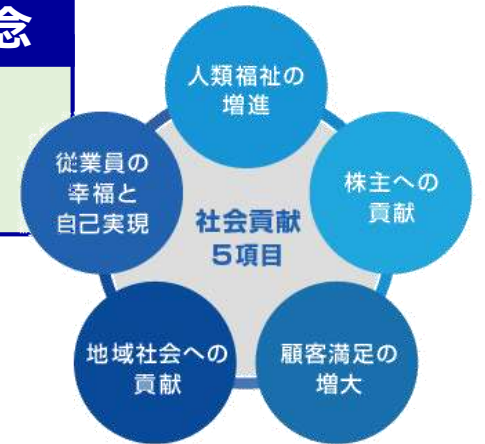 念
人類福祉の
増進
従業員の
幸福と
自己実現
株主への
貢献
社会貢献
5項目
地域社会への
貢献
顧客満足の
増大